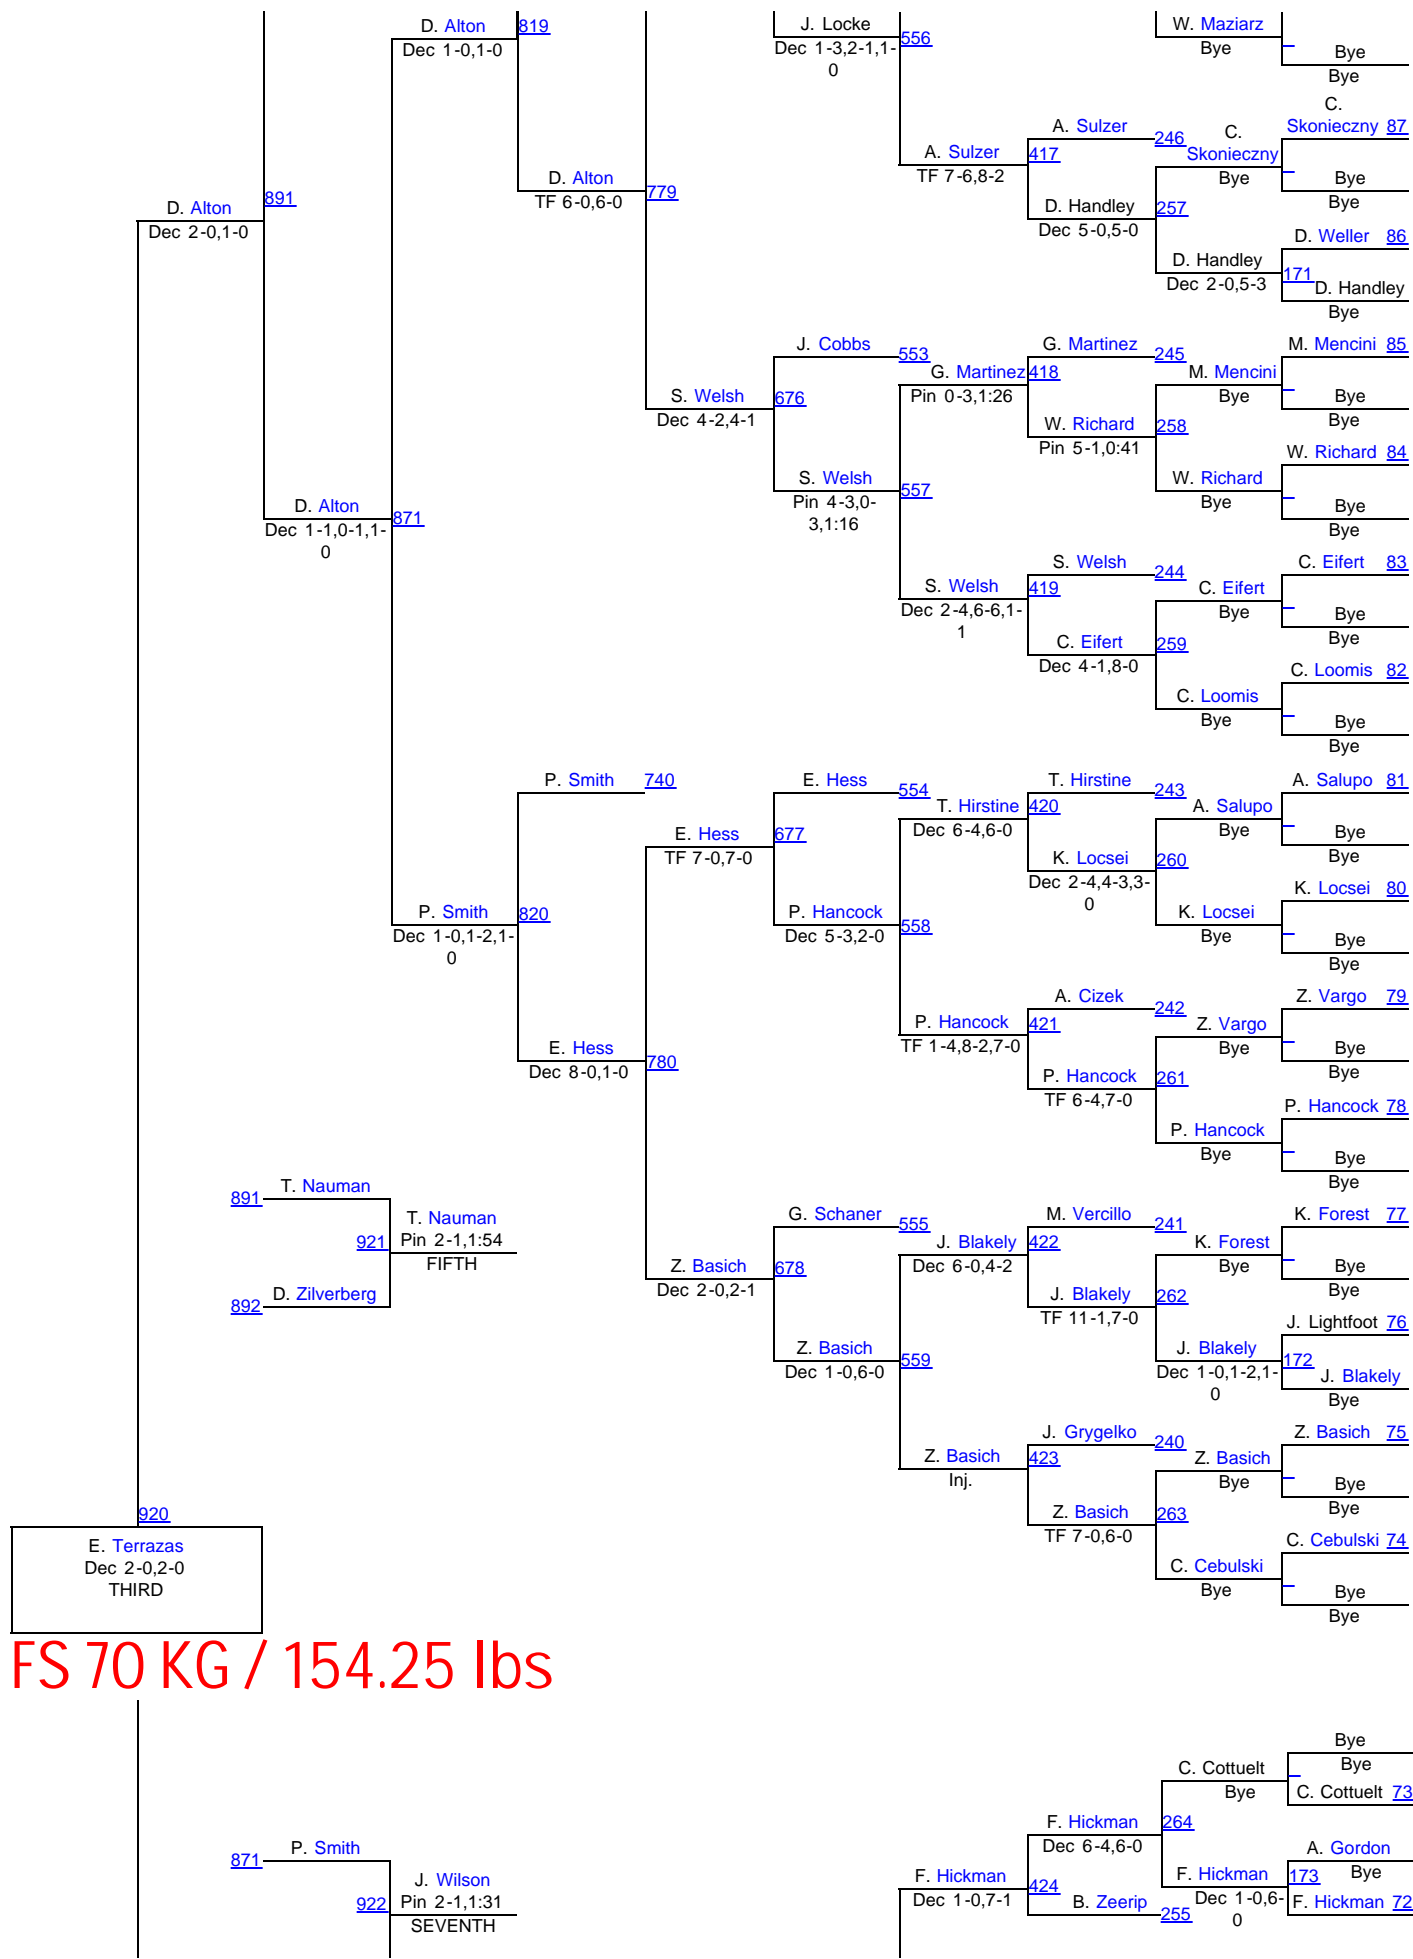 D. Alton 819
Dec 1-0,1-0
J. Locke
Dec 1-3,2-1,1-
0
556
W. Maziarz
Bye
Bye
Bye
C.
Skonieczny 87
A. Sulzer
246
C.
Skonieczny
Bye
Bye
Bye
A. Sulzer
TF 7-6,8-2
417
D. Alton
TF 6-0,6-0
779
D. Handley
Dec 5-0,5-0
257
D. Alton
Dec 2-0,1-0
891
D. Weller 86
D. Handley
Dec 2-0,5-3
171
D. Handley
Bye
J. Cobbs
553
G. Martinez
245
M. Mencini 85
G. Martinez
Pin 0-3,1:26
418
M. Mencini
Bye
Bye
Bye
S. Welsh
Dec 4-2,4-1
676
W. Richard
Pin 5-1,0:41
258
W. Richard 84
S. Welsh
Pin 4-3,0-
3,1:16
557
W. Richard
Bye
Bye
Bye
D. Alton
Dec 1-1,0-1,1-
0
871
S. Welsh
244
C. Eifert 83
S. Welsh
Dec 2-4,6-6,1-
1
419
C. Eifert
Bye
Bye
Bye
C. Eifert
Dec 4-1,8-0
259
C. Loomis 82
C. Loomis
Bye
Bye
Bye
P. Smith 740
E. Hess
554
T. Hirstine
243
A. Salupo 81
T. Hirstine
Dec 6-4,6-0
420
A. Salupo
Bye
Bye
Bye
E. Hess
TF 7-0,7-0
677
K. Locsei
Dec 2-4,4-3,3-
0
260
K. Locsei 80
P. Smith
Dec 1-0,1-2,1-
0
820
P. Hancock
Dec 5-3,2-0
558
K. Locsei
Bye
Bye
Bye
A. Cizek
242
Z. Vargo 79
P. Hancock
TF 1-4,8-2,7-0
421
Z. Vargo
Bye
Bye
Bye
E. Hess
Dec 8-0,1-0
780
P. Hancock
TF 6-4,7-0
261
P. Hancock 78
P. Hancock
Bye
Bye
Bye
891
T. Nauman
G. Schaner
555
M. Vercillo
241
K. Forest 77
921
T. Nauman
Pin 2-1,1:54
FIFTH
J. Blakely
Dec 6-0,4-2
422
K. Forest
Bye
Bye
Bye
892
D. Zilverberg
Z. Basich
Dec 2-0,2-1
678
J. Blakely
TF 11-1,7-0
262
J. Lightfoot 76
Z. Basich
Dec 1-0,6-0
559
J. Blakely
Dec 1-0,1-2,1-
0
172
J. Blakely
Bye
J. Grygelko
240
Z. Basich 75
Z. Basich
Inj.
423
Z. Basich
Bye
Bye
Bye
Z. Basich
TF 7-0,6-0
263
C. Cebulski 74
C. Cebulski
Bye
Bye
Bye
920
E. Terrazas
Dec 2-0,2-0
THIRD
FS 70 KG / 154.25 lbs
Bye
Bye
C. Cottuelt
Bye
C. Cottuelt 73
F. Hickman
Dec 6-4,6-0
264
A. Gordon
Bye
871
P. Smith
F. Hickman
Dec 1-0,6-
0
173
F. Hickman 72
922
J. Wilson
Pin 2-1,1:31
SEVENTH
F. Hickman
Dec 1-0,7-1
424
B. Zeerip
255